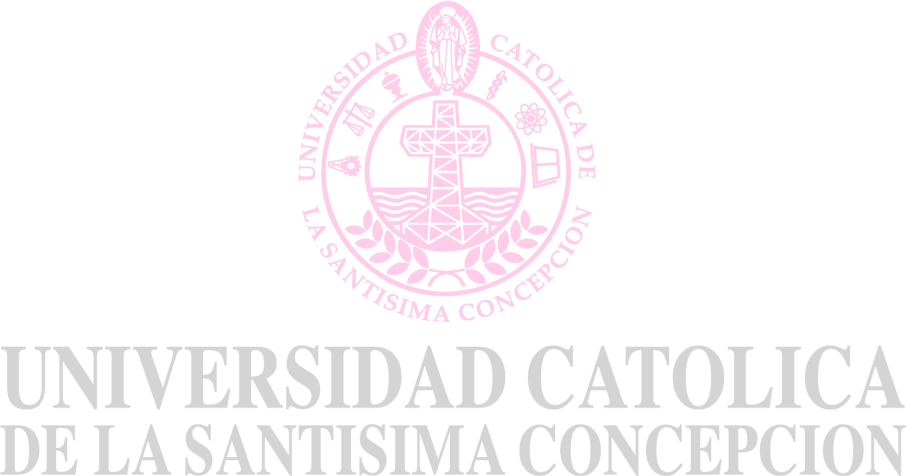 UNIVERSIDAD CATOLICA DE
LA SANTISIMA CONCEPCION
UNIVERSIDAD CATOLICA
DE LA SANTISIMA CONCEPCION